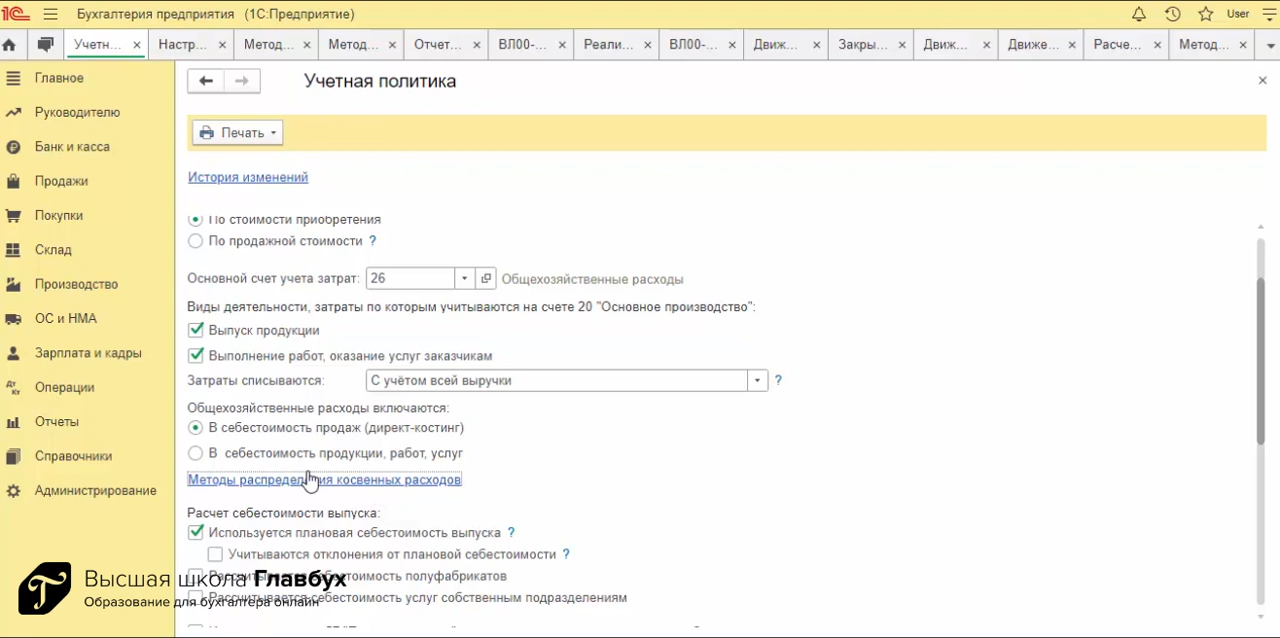 1С Бухгалтерия предприятия (1С:Предприятие) User
Учетн... × Настр... × Метод... × Метод... × Отчет... × ВЛ00-... × Реали... × ВЛ00-... × Движ... × Закры... × Движ... × Движе... × Расче... × Метод... ×
Главное
Руководителю
Банк и касса
Продажи
Покупки
Склад
Производство
ОС и НМА
Зарплата и кадры
Операции
Отчеты
Справочники
Администрирование
Учетная политика
Печать
История изменений
По стоимости приобретения
По продажной стоимости ?
Основной счет учета затрат: 26 Общехозяйственные расходы
Виды деятельности, затраты по которым учитываются на счете 20 "Основное производство":
Выпуск продукции
Выполнение работ, оказание услуг заказчикам
Затраты списываются: С учётом всей выручки ?
Общехозяйственные расходы включаются:
В себестоимость продаж (директ-костинг)
В себестоимость продукции, работ, услуг
Методы распределения косвенных расходов
Расчет себестоимости выпуска:
Используется плановая себестоимость выпуска ?
Учитываются отклонения от плановой себестоимости ?
Рассчитывается себестоимость полуфабрикатов
Рассчитывается себестоимость услуг собственным подразделениям
Высшая школа Главбух
Образование для бухгалтера онлайн